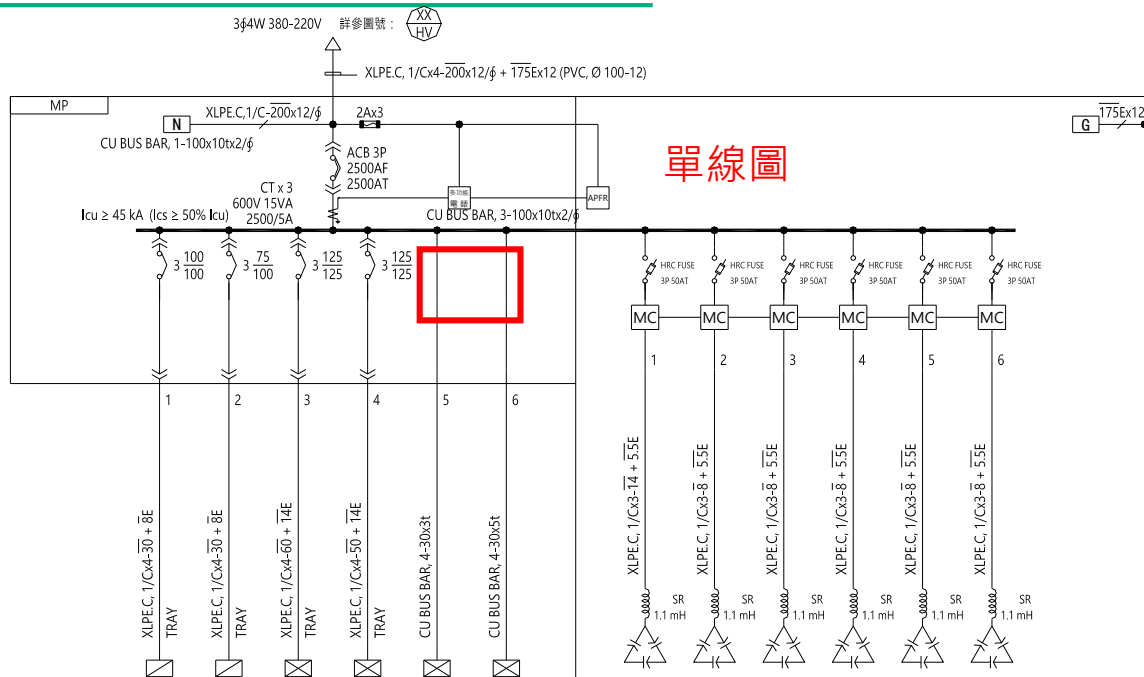 3∮4W 380-220V 詳參圖號：
XX
HV
XLPE.C, 1/Cx4-200x12/∮ + 175Ex12 (PVC, Ø 100-12)
MP
N
XLPE.C,1/C-200x12/∮
2Ax3
CU BUS BAR, 1-100x10tx2/∮
ACB 3P
2500AF
2500AT
CT x 3
600V 15VA
2500/5A
Icu ≥ 45 kA (Ics ≥ 50% Icu)
多功能
電錶
APFR
CU BUS BAR, 3-100x10tx2/∮
單線圖
G
175Ex12
3 100
100
3 75
100
3 125
125
3 125
125
HRC FUSE
3P 50AT
HRC FUSE
3P 50AT
HRC FUSE
3P 50AT
HRC FUSE
3P 50AT
HRC FUSE
3P 50AT
HRC FUSE
3P 50AT
MC MC MC MC MC MC
1 2 3 4 5 6
1 2 3 4 5 6
XLPE.C, 1/Cx4-30 + 8E
TRAY
XLPE.C, 1/Cx4-30 + 8E
TRAY
XLPE.C, 1/Cx4-60 + 14E
TRAY
XLPE.C, 1/Cx4-50 + 14E
TRAY
CU BUS BAR, 4-30x3t
CU BUS BAR, 4-30x5t
XLPE.C, 1/Cx3-14 + 5.5E
XLPE.C, 1/Cx3-8 + 5.5E
XLPE.C, 1/Cx3-8 + 5.5E
XLPE.C, 1/Cx3-8 + 5.5E
XLPE.C, 1/Cx3-8 + 5.5E
XLPE.C, 1/Cx3-8 + 5.5E
SR
1.1 mH
SR
1.1 mH
SR
1.1 mH
SR
1.1 mH
SR
1.1 mH
SR
1.1 mH